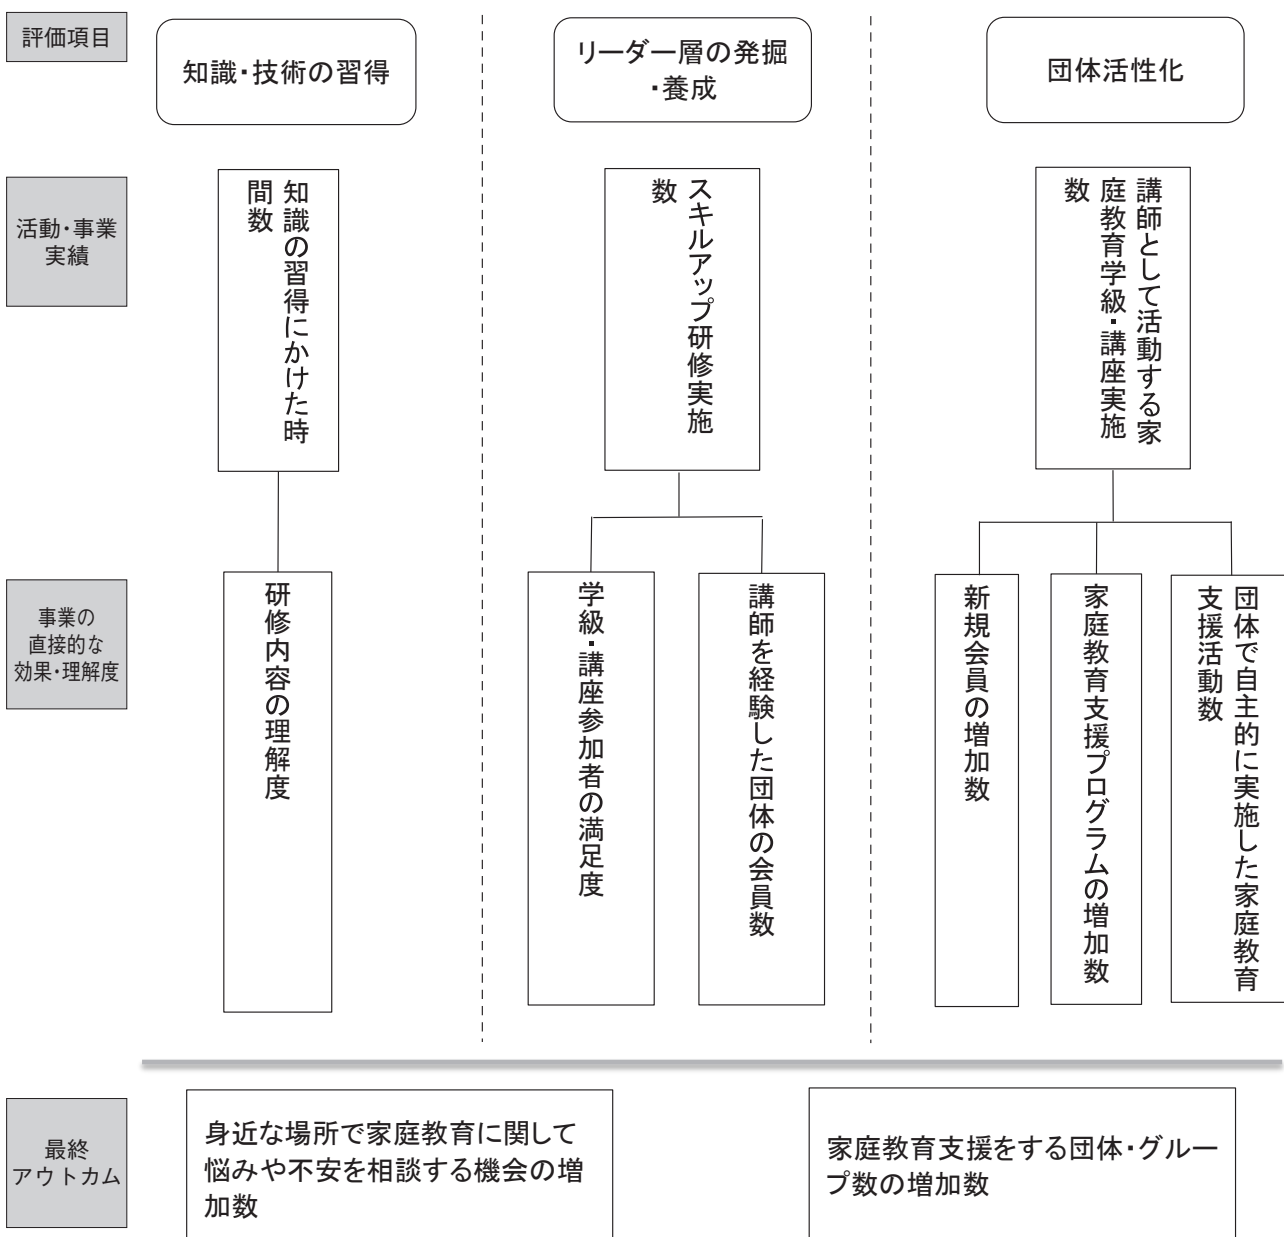 評価項目
知識・技術の習得
リーダー層の発掘
・養成
団体活性化
活動・事業
実績
知識の習得にかけた時
間数
スキルアップ研修実施
数
講師として活動する家
庭教育学級・講座実施
数
事業の
直接的な
効果・理解度
研修内容の理解度
学級・講座参加者の満足度
講師を経験した団体の会員数
新規会員の増加数
家庭教育支援プログラムの増加数
団体で自主的に実施した家庭教育
支援活動数
最終
アウトカム
身近な場所で家庭教育に関して
悩みや不安を相談する機会の増
加数
家庭教育支援をする団体・グルー
プ数の増加数